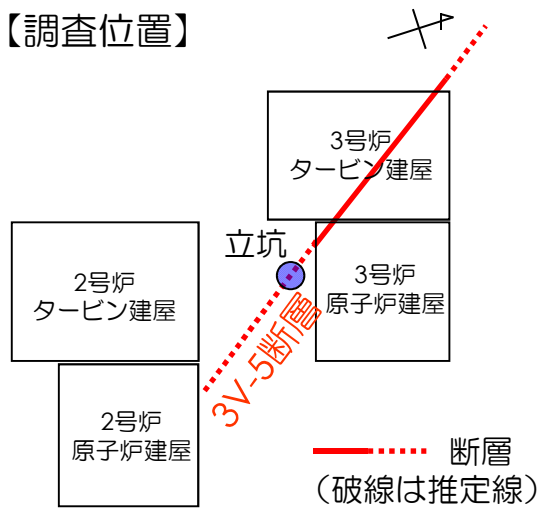 【調査位置】
3号炉
タービン建屋
立坑
2号炉
タービン建屋
3号炉
原子炉建屋
3V-5断層
2号炉
原子炉建屋
断層
（破線は推定線）